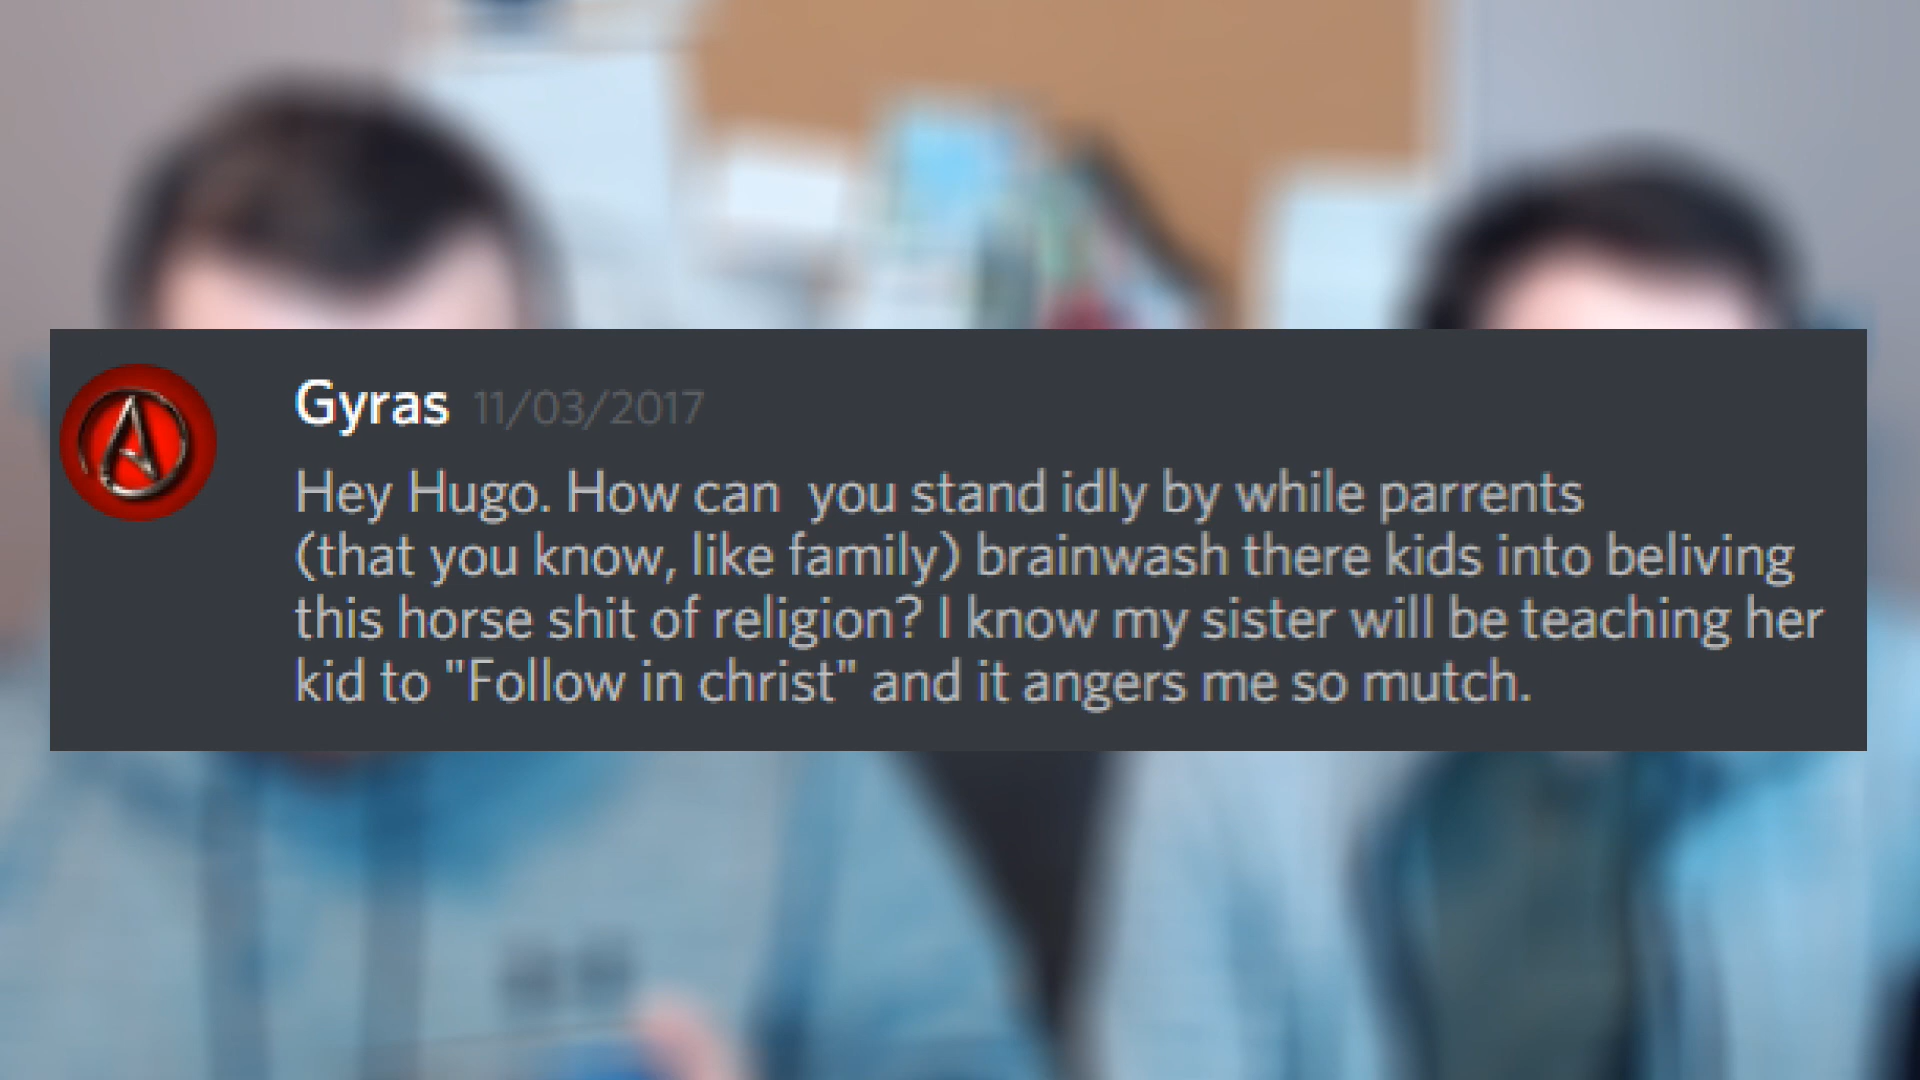 Gyras 11/03/2017
Hey Hugo. How can  you stand idly by while parrents
(that you know, like family) brainwash there kids into beliving
this horse shit of religion? I know my sister will be teaching her
kid to "Follow in christ" and it angers me so mutch.